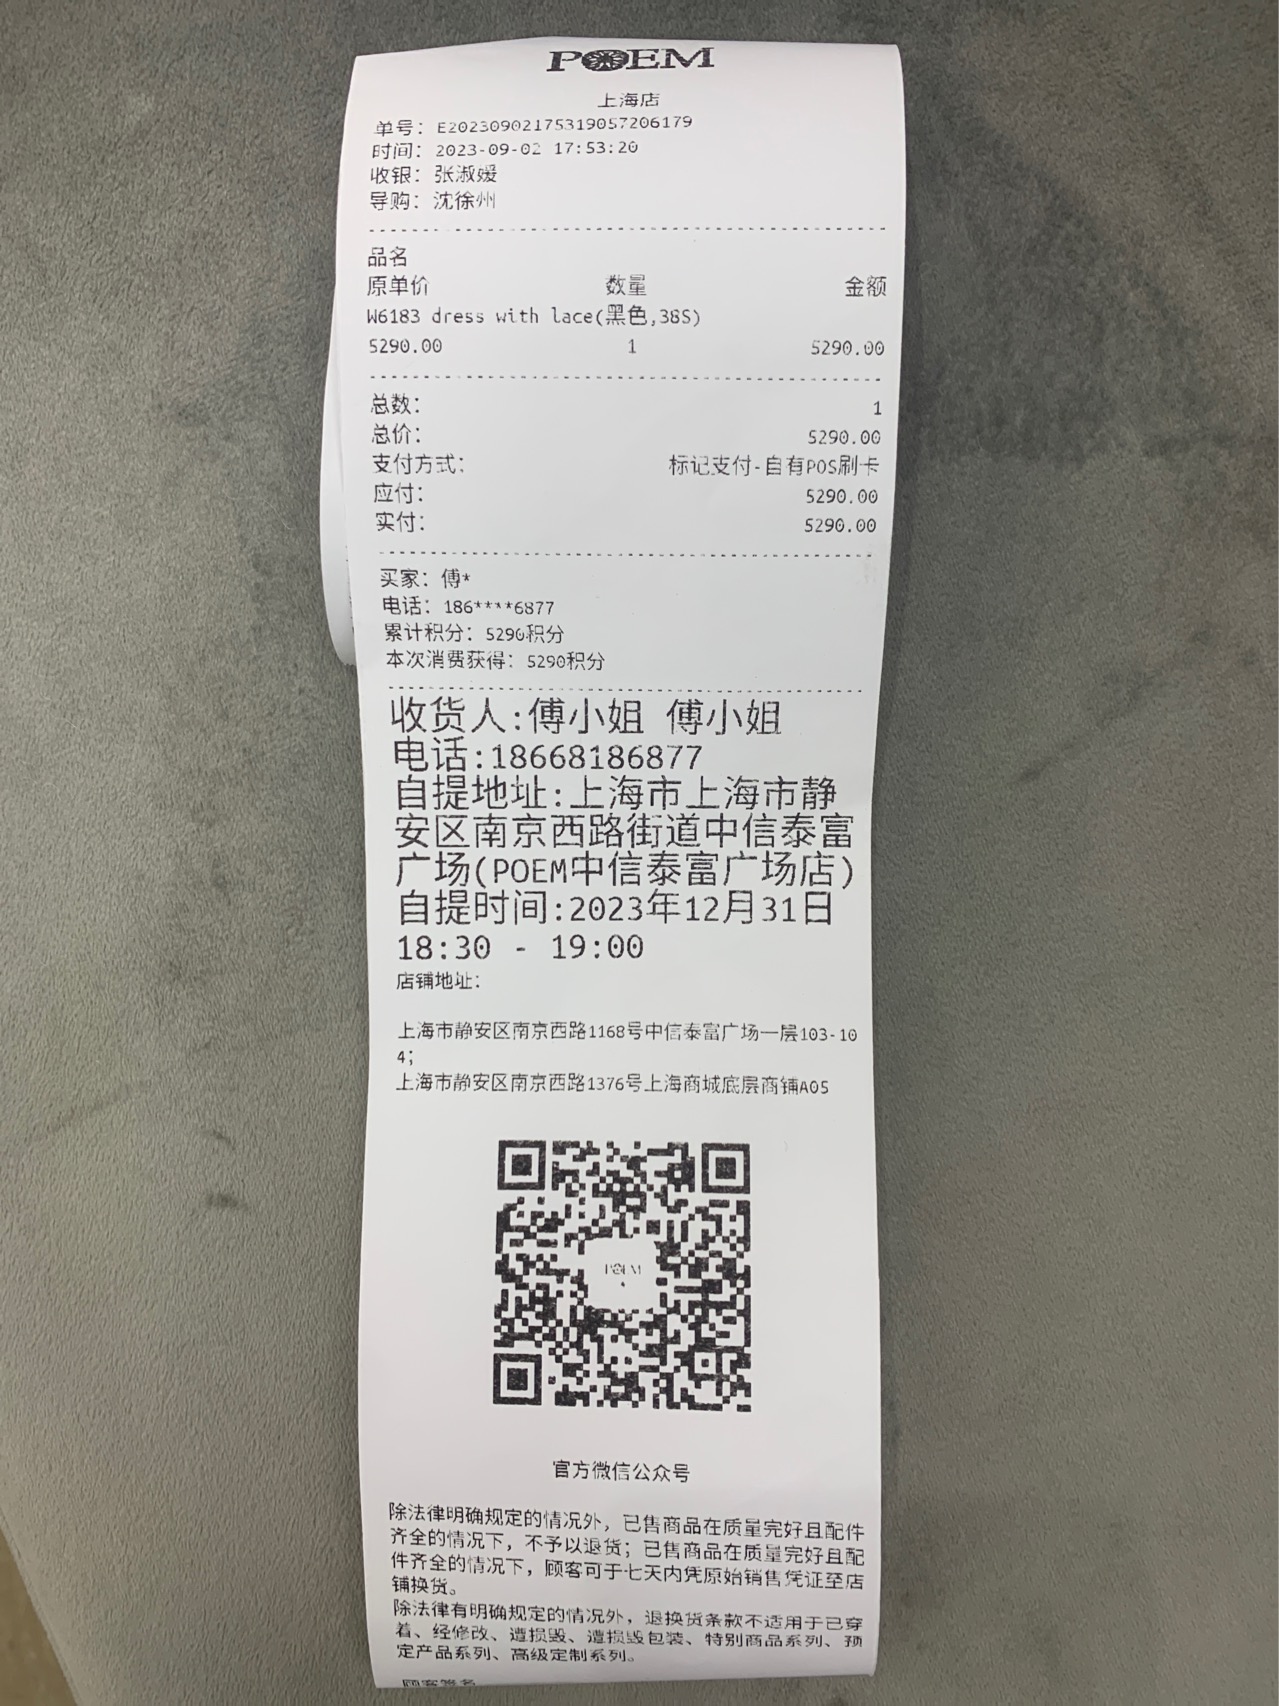 POEM
上海店
单号：E20230902175319057206179
时间：2023-09-02 17:53:20
收银：张淑媛
导购：沈徐州
品名
原单价 数量 金额
W6183 dress with lace(黑色,38S)
5290.00 1 5290.00
总数： 1
总价： 5290.00
支付方式： 标记支付-自有POS刷卡
应付： 5290.00
实付： 5290.00
买家：傅*
电话：186****6877
累计积分：5290积分
本次消费获得：5290积分
收货人:傅小姐 傅小姐
电话:18668186877
自提地址:上海市上海市静
安区南京西路街道中信泰富
广场(POEM中信泰富广场店)
自提时间:2023年12月31日
18:30 - 19:00
店铺地址：
上海市静安区南京西路1168号中信泰富广场一层103-10
4；
上海市静安区南京西路1376号上海商城底层商铺A05
POEM
官方微信公众号
除法律明确规定的情况外，已售商品在质量完好且配件
齐全的情况下，不予以退货；已售商品在质量完好且配
件齐全的情况下，顾客可于七天内凭原始销售凭证至店
铺换货。
除法律有明确规定的情况外，退换货条款不适用于已穿
着、经修改、遭损毁、遭损毁包装、特别商品系列、预
定产品系列、高级定制系列。